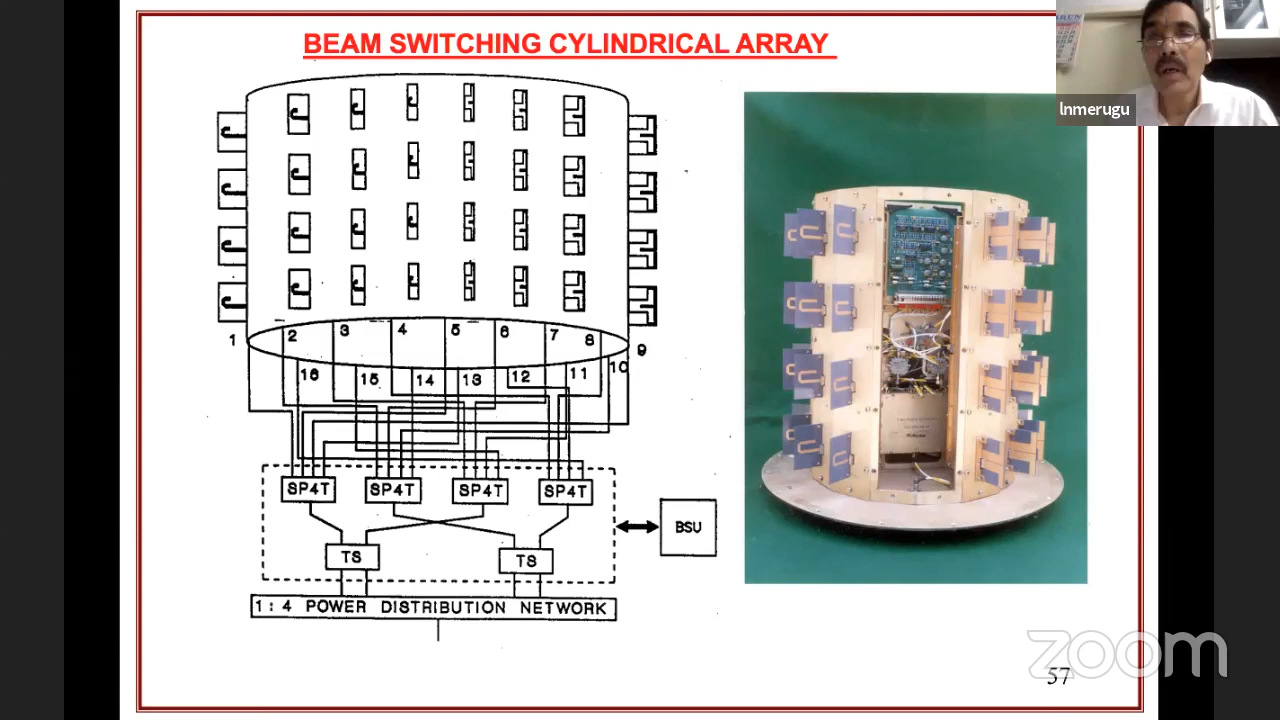 BEAM SWITCHING CYLINDRICAL ARRAY
lnmerugu
1 2 3 4 5 6 7 8 9
16 15 14 13 12 11 10
SP4T SP4T SP4T SP4T
BSU
TS TS
1:4 POWER DISTRIBUTION NETWORK
zoom
57